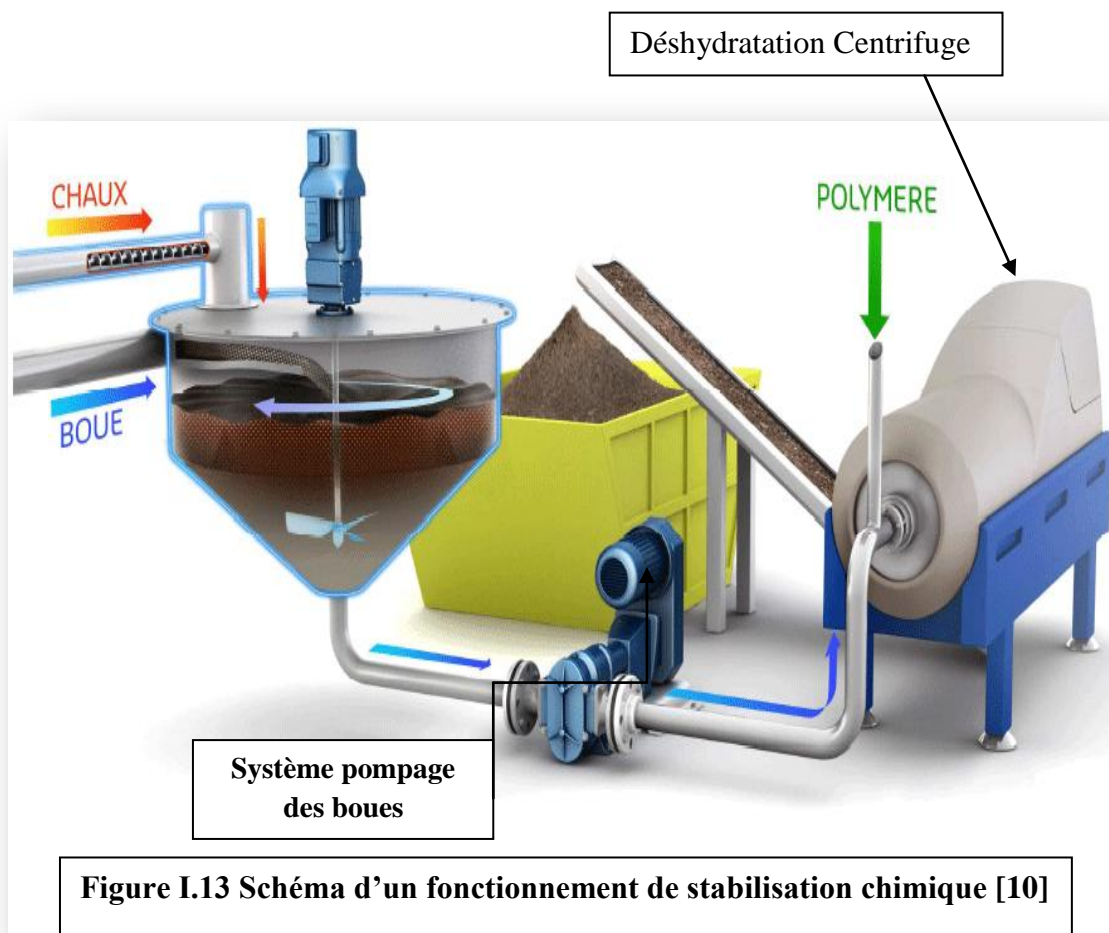 Déshydratation Centrifuge
CHAUX
POLYMERE
BOUE
Système pompage
des boues
Figure I.13 Schéma d’un fonctionnement de stabilisation chimique [10]